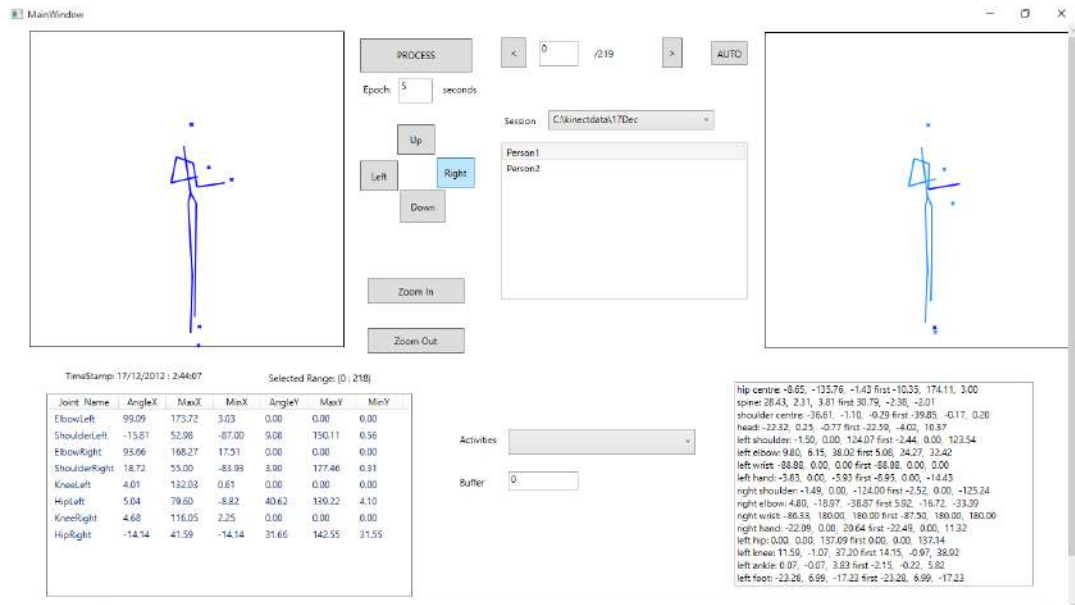 MainWindow
PROCESS
< 0 /219 > AUTO
Epoch: 5 seconds
Session C:\kinectdata\17Dec
Up
Person1
Person2
Left Right
Down
Zoom In
Zoom Out
TimeStamp: 17/12/2012 : 2:44:07 Selected Range: (0 : 218)
Joint Name AngleX MaxX MinX AngleY MaxY MinY
ElbowLeft 99.09 173.72 3.03 0.00 0.00 0.00
ShoulderLeft -15.81 52.98 -87.00 9.08 150.11 0.56
ElbowRight 93.66 168.27 17.51 0.00 0.00 0.00
ShoulderRight 18.72 55.00 -83.93 3.90 177.46 0.31
KneeLeft 4.01 132.03 0.61 0.00 0.00 0.00
HipLeft 5.04 79.60 -8.82 40.62 139.22 4.10
KneeRight 4.68 116.05 2.25 0.00 0.00 0.00
HipRight -14.14 41.59 -14.14 31.66 142.55 31.55
Activities
Buffer 0
hip centre: -8.65, -135.76, -1.43 first -10.35, 174.11, 3.00
spine: 28.43, 2.31, 3.81 first 30.79, -2.38, -2.01
shoulder centre: -36.61, -1.10, -0.29 first -39.85, -0.17, 0.20
head: -22.32, 0.25, -0.77 first -22.59, -4.02, 10.37
left shoulder: -1.50, 0.00, 124.07 first -2.44, 0.00, 123.54
left elbow: 9.80, 6.15, 38.02 first 5.06, 24.27, 32.42
left wrist: -88.88, 0.00, 0.00 first -88.88, 0.00, 0.00
left hand: -3.83, 0.00, -5.93 first -6.95, 0.00, -14.43
right shoulder: -1.49, 0.00, -124.00 first -2.52, 0.00, -125.24
right elbow: 4.80, -18.97, -38.87 first 5.92, -16.72, -33.39
right wrist: -86.33, 180.00, 180.00 first -87.50, 180.00, 180.00
right hand: -22.09, 0.00, 20.64 first -22.49, 0.00, 11.32
left hip: 0.00, 0.00, 137.09 first 0.00, 0.00, 137.14
left knee: 11.59, -1.07, 37.20 first 14.15, -0.97, 38.92
left ankle: 0.07, -0.07, 3.83 first -2.15, -0.22, 5.82
left foot: -23.28, 6.99, -17.23 first -23.28, 6.99, -17.23